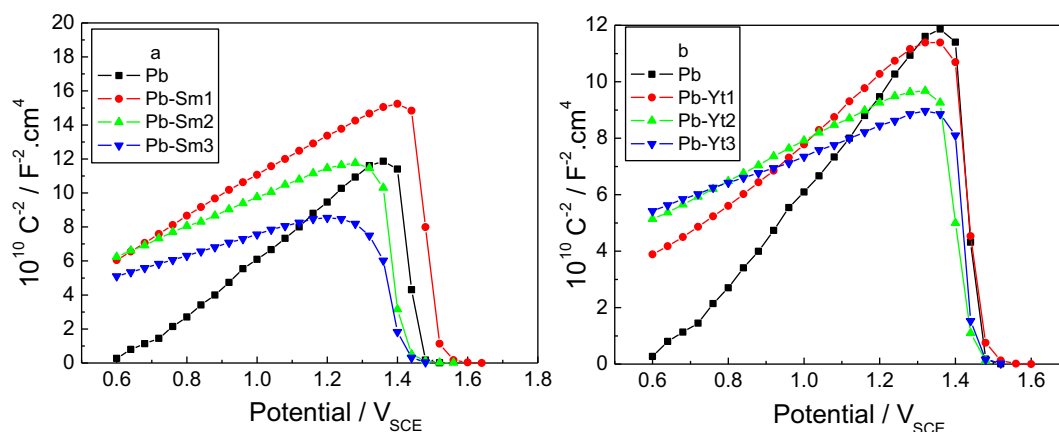 a
Pb
Pb-Sm1
Pb-Sm2
Pb-Sm3
20
18
16
14
12
10
8
6
4
2
0
10^10 C^-2 / F^-2.cm^4
0.6 0.8 1.0 1.2 1.4 1.6 1.8
Potential / V_SCE
b
Pb
Pb-Yt1
Pb-Yt2
Pb-Yt3
12
10
8
6
4
2
0
10^10 C^-2 / F^-2.cm^4
0.6 0.8 1.0 1.2 1.4 1.6
Potential / V_SCE